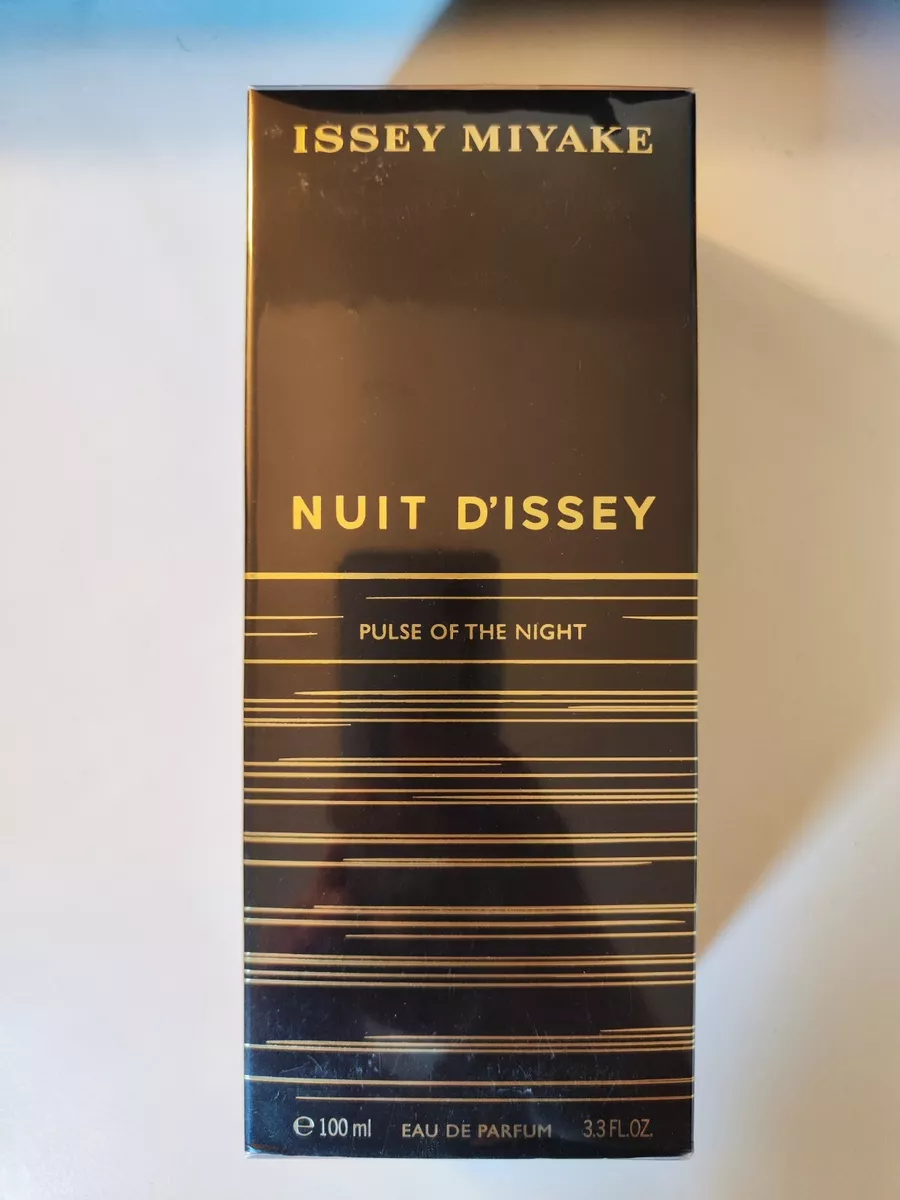 ISSEY MIYAKE
NUIT D'ISSEY
PULSE OF THE NIGHT
℮ 100 ml EAU DE PARFUM 3.3 FL.OZ.